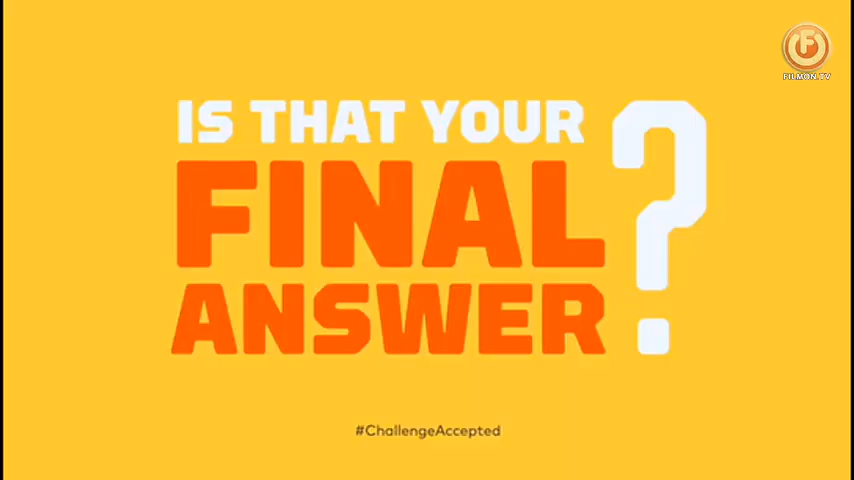 FILMON.TV
IS THAT YOUR
FINAL
ANSWER?
#ChallengeAccepted